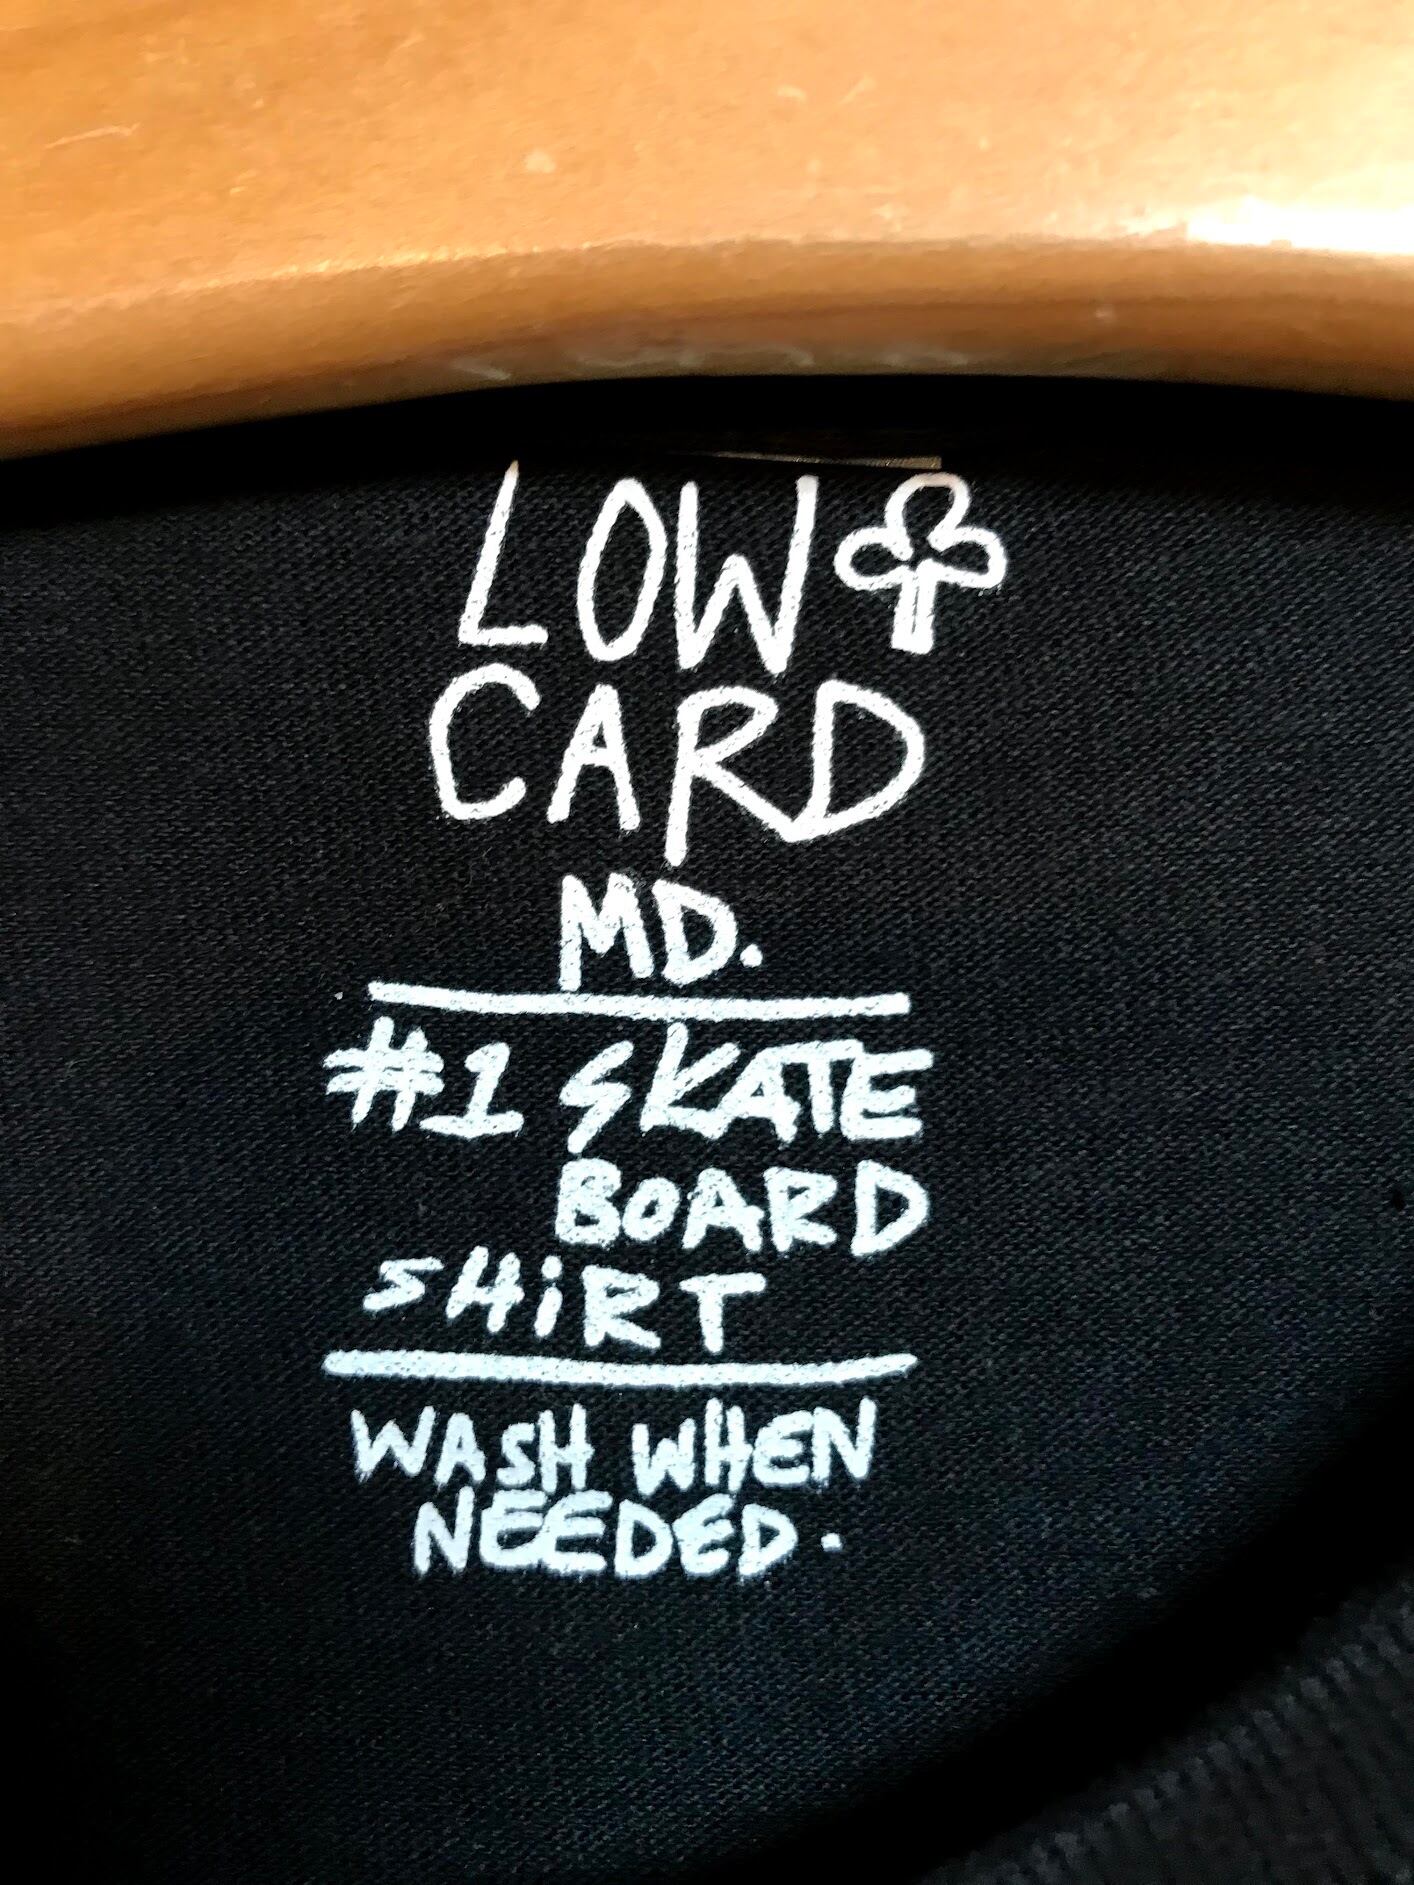 LOW
CARD
MD.
#1 SKATE
BOARD
SHiRT
WASH WHEN
NEEDED.